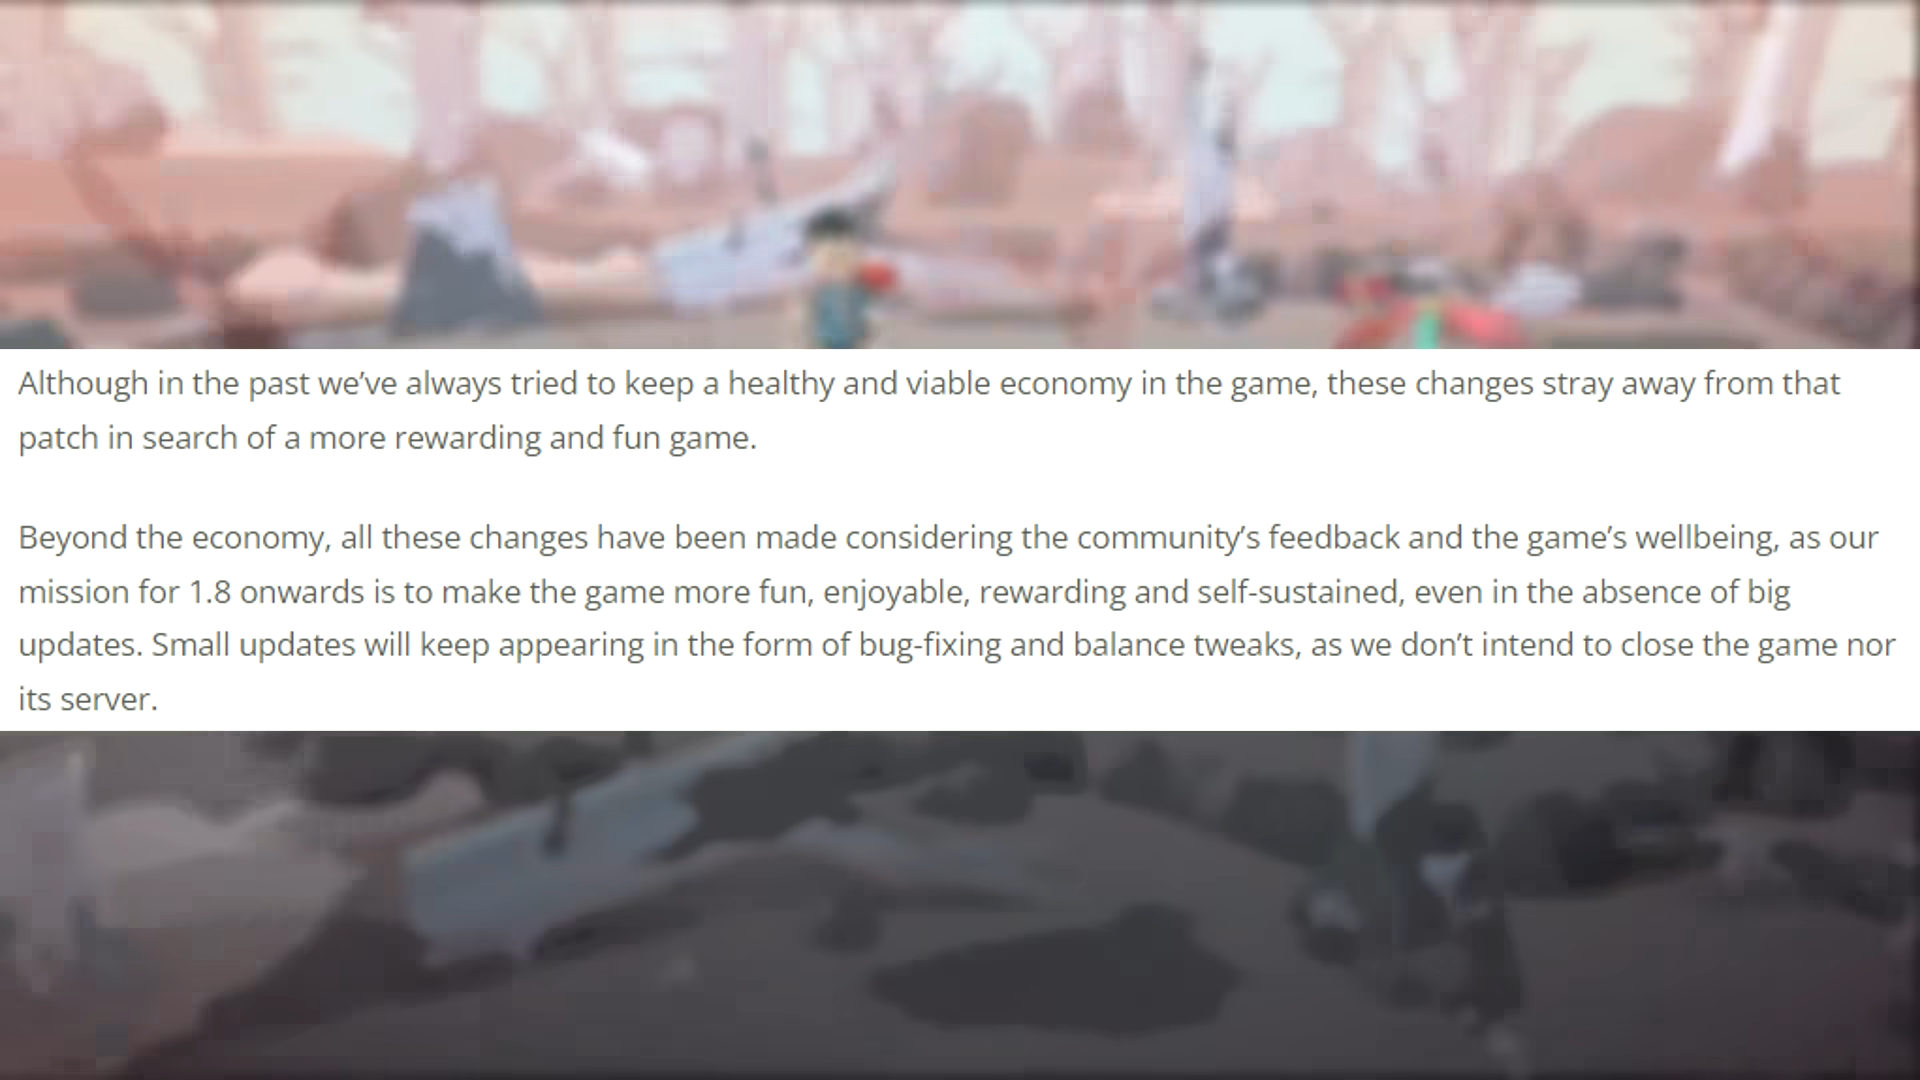 Although in the past we’ve always tried to keep a healthy and viable economy in the game, these changes stray away from that
patch in search of a more rewarding and fun game.
Beyond the economy, all these changes have been made considering the community’s feedback and the game’s wellbeing, as our
mission for 1.8 onwards is to make the game more fun, enjoyable, rewarding and self-sustained, even in the absence of big
updates. Small updates will keep appearing in the form of bug-fixing and balance tweaks, as we don’t intend to close the game nor
its server.